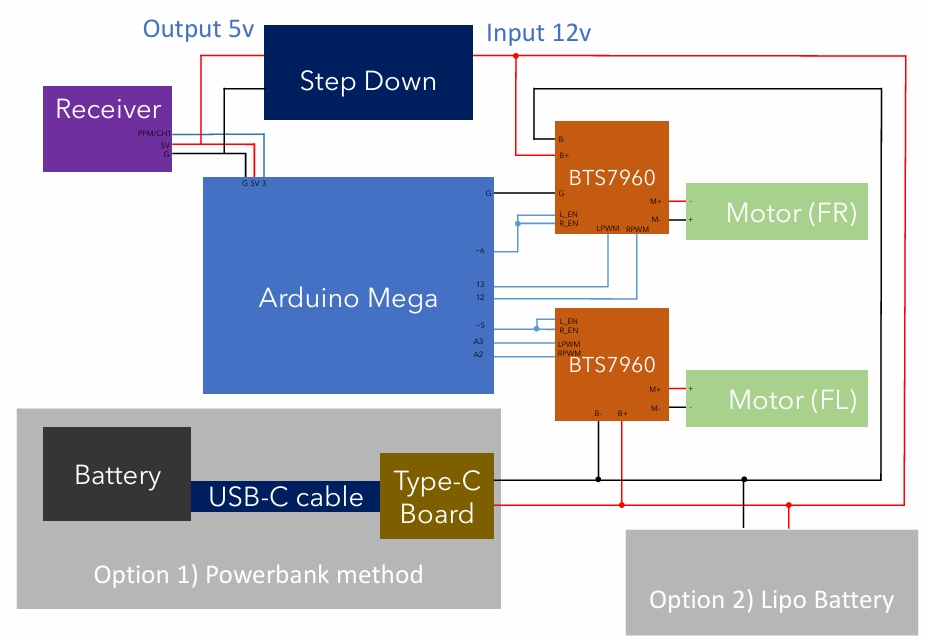 Output 5v
Input 12v
Step Down
Receiver
PPM/CH1
5V
G
G 5V 3
B-
B+
BTS7960
G
G
M+
-
Motor (FR)
L_EN
R_EN
M-
+
LPWM
RPWM
~6
Arduino Mega
13
12
~5
L_EN
R_EN
A3
LPWM
A2
RPWM
BTS7960
M+
+
Motor (FL)
M-
-
B-
B+
Battery
USB-C cable
Type-C
Board
Option 1) Powerbank method
Option 2) Lipo Battery